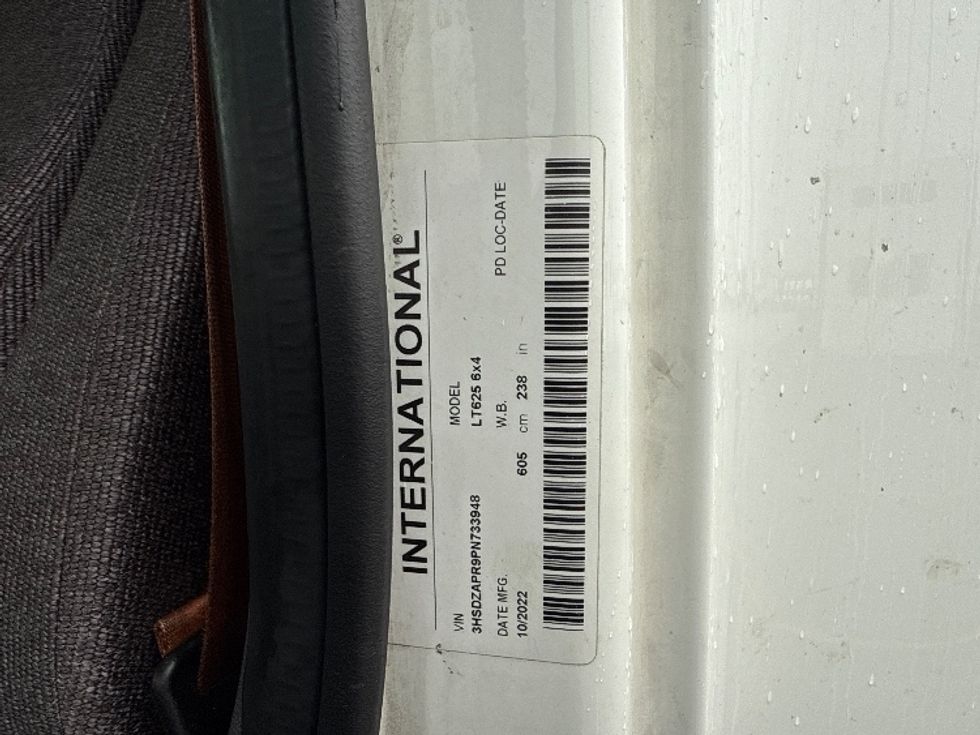 INTERNATIONAL®
VIN MODEL
3HSDZAPR9PN733948 LT625 6x4
DATE MFG. W.B. PD LOC-DATE
10/2022 605 cm 238 in